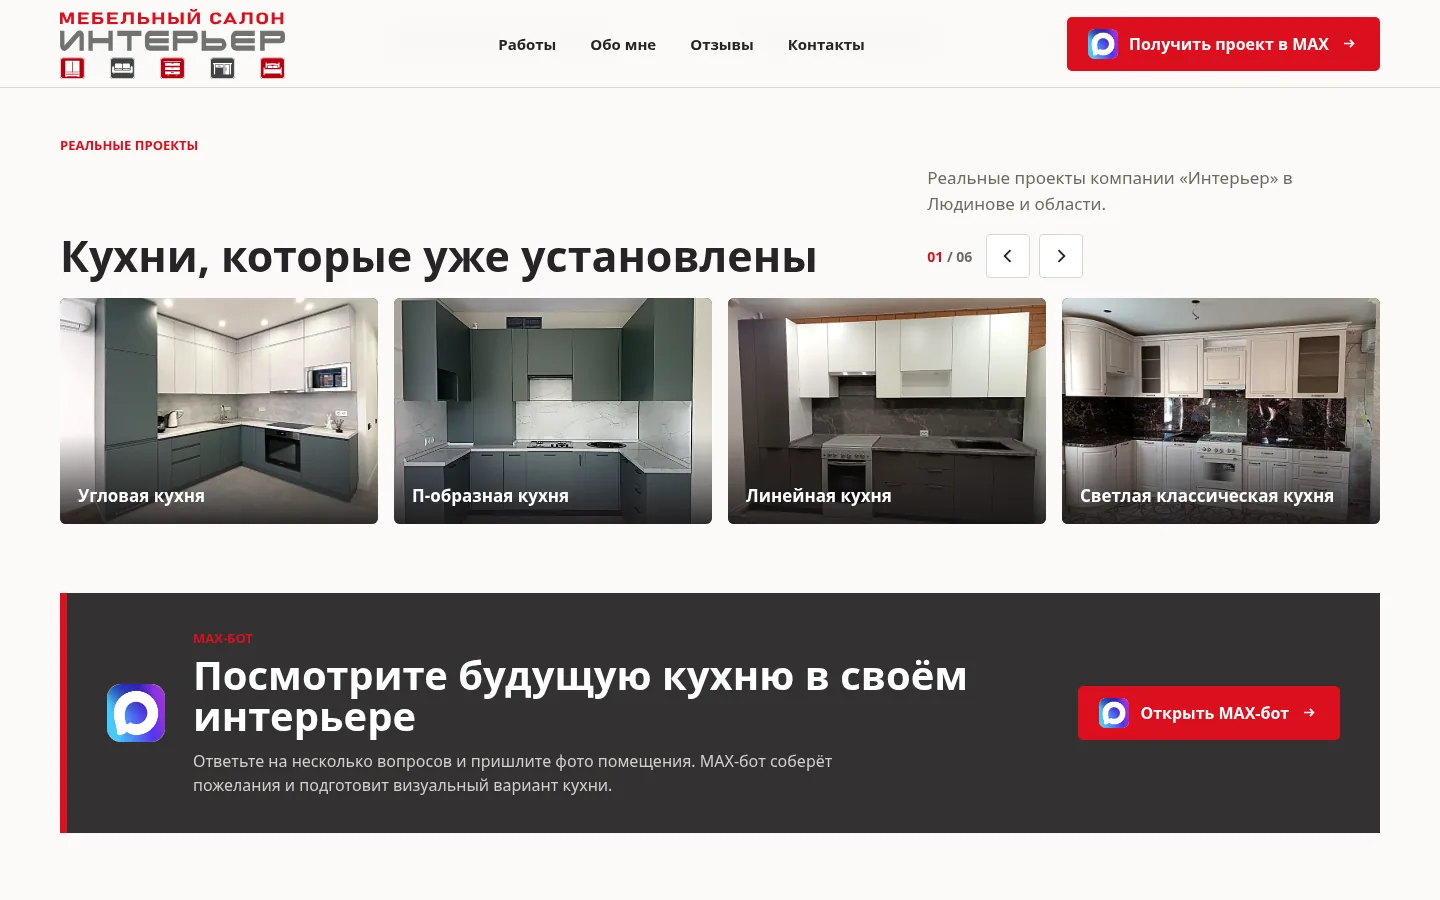 МЕБЕЛЬНЫЙ САЛОН
ИНТЕРЬЕР
Работы
Обо мне
Отзывы
Контакты
Получить проект в MAX →
РЕАЛЬНЫЕ ПРОЕКТЫ
Реальные проекты компании «Интерьер» в
Людинове и области.
Кухни, которые уже установлены
01 / 06
Угловая кухня
П-образная кухня
Линейная кухня
Светлая классическая кухня
MAX-БОТ
Посмотрите будущую кухню в своём
интерьере
Ответьте на несколько вопросов и пришлите фото помещения. MAX-бот соберёт
пожелания и подготовит визуальный вариант кухни.
Открыть MAX-бот →